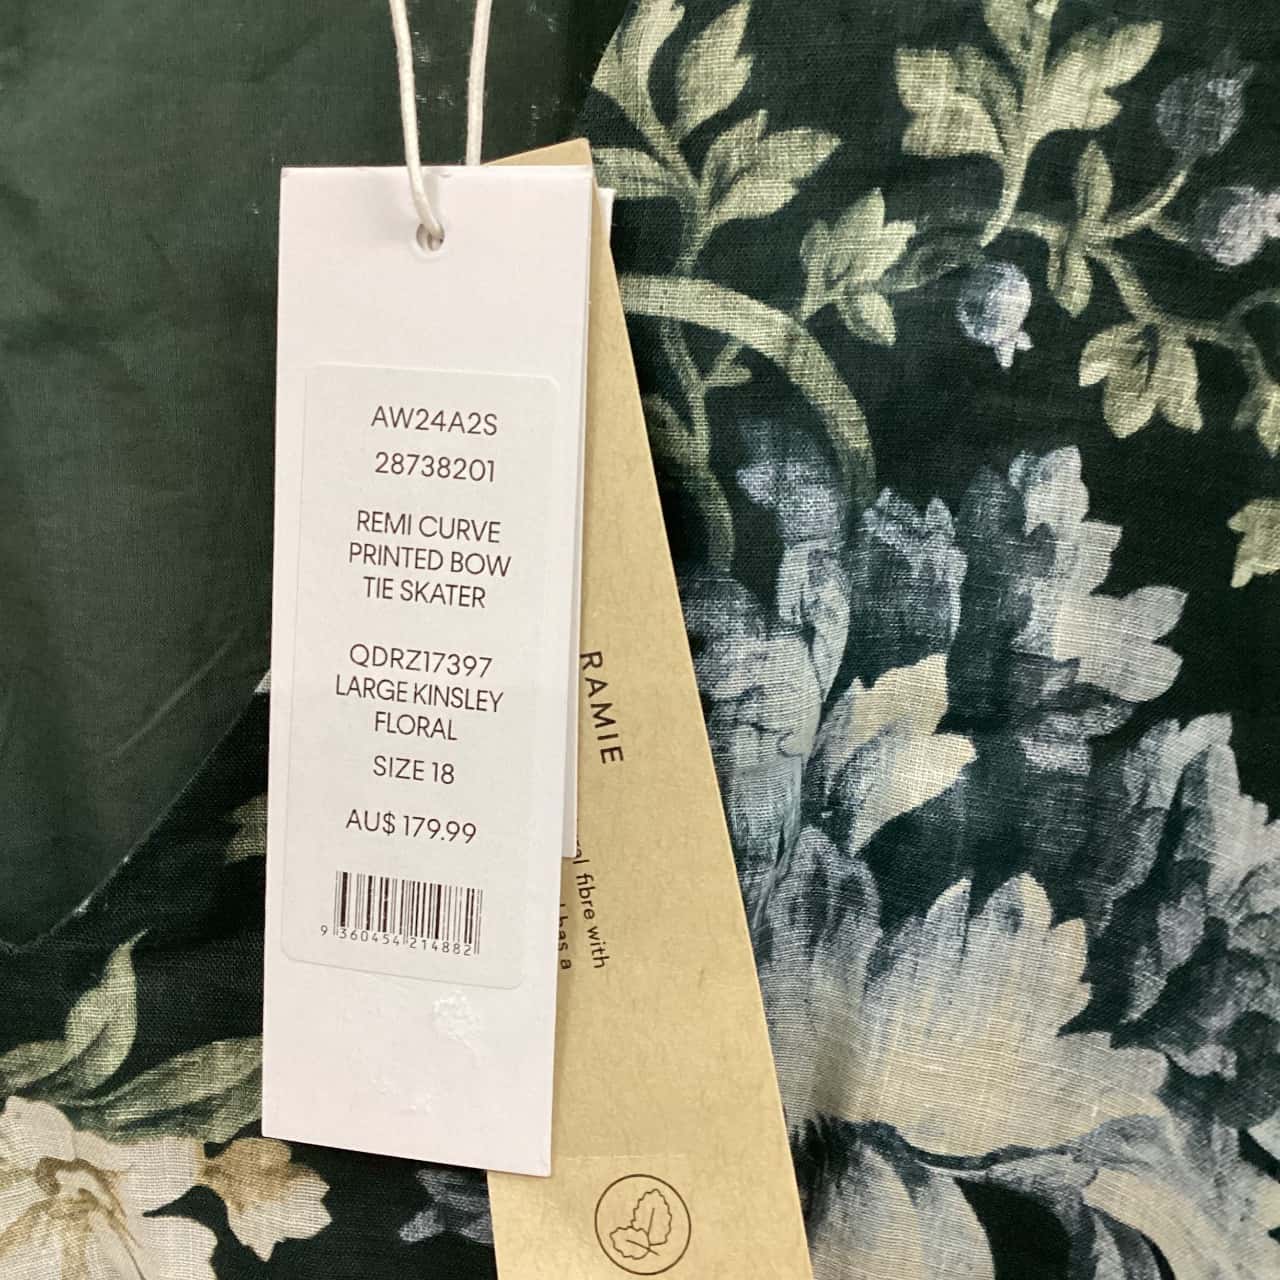 AW24A2S
28738201
REMI CURVE
PRINTED BOW
TIE SKATER
QDRZ17397
LARGE KINSLEY
FLORAL
SIZE 18
AU$ 179.99
9 360454 214882
RAMIE
fibre with
has a